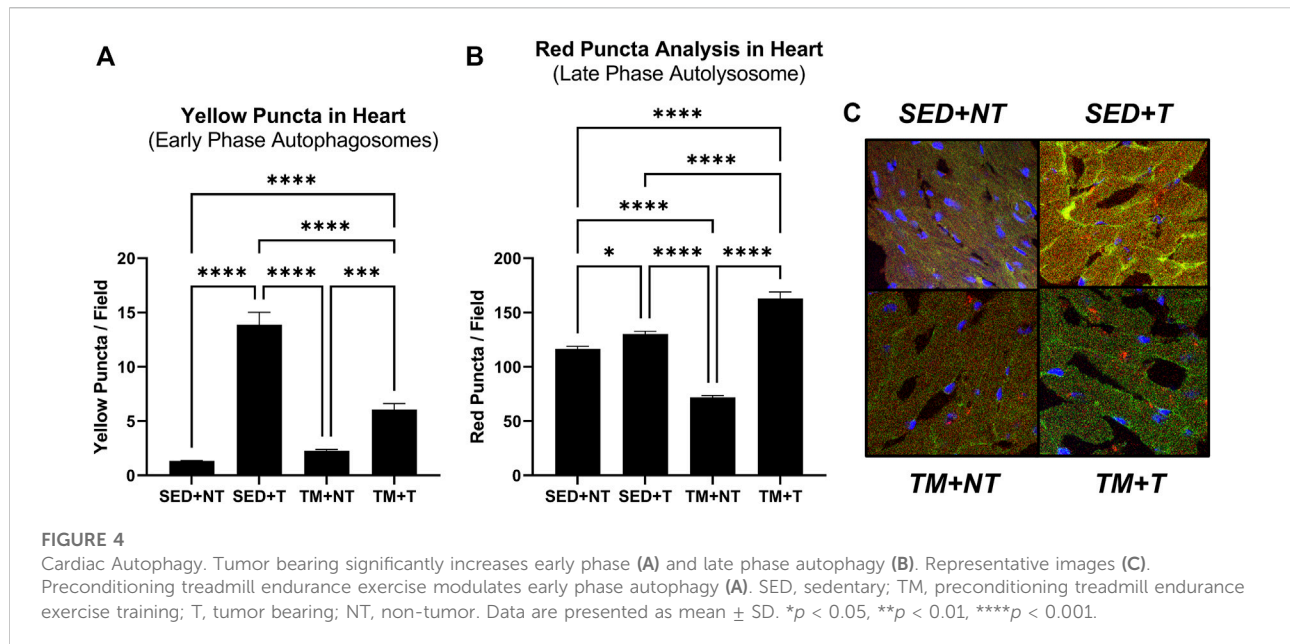 A
Yellow Puncta in Heart
(Early Phase Autophagosomes)
****
****
**** **** ***
Yellow Puncta / Field
20
15
10
5
0
SED+NT SED+T TM+NT TM+T
B
Red Puncta Analysis in Heart
(Late Phase Autolysosome)
****
****
****
* **** ****
Red Puncta / Field
200
150
100
50
0
SED+NT SED+T TM+NT TM+T
C
SED+NT SED+T
TM+NT TM+T
FIGURE 4
Cardiac Autophagy. Tumor bearing significantly increases early phase (A) and late phase autophagy (B). Representative images (C).
Preconditioning treadmill endurance exercise modulates early phase autophagy (A). SED, sedentary; TM, preconditioning treadmill endurance
exercise training; T, tumor bearing; NT, non-tumor. Data are presented as mean ± SD. *p < 0.05, **p < 0.01, ****p < 0.001.